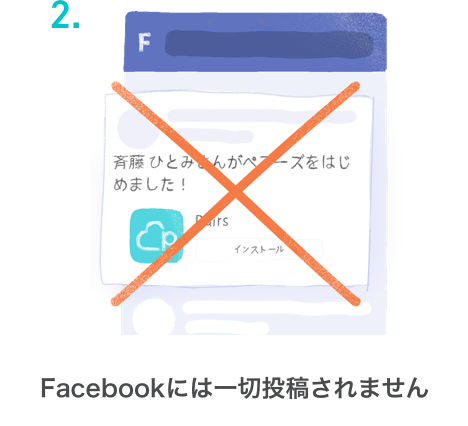 2.
F
斉藤 ひとみさんがペアーズをはじ
めました！
Pairs
インストール
Facebookには一切投稿されません